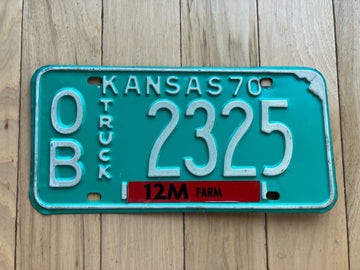 KANSAS 70
OB
TRUCK
2325
12M FARM